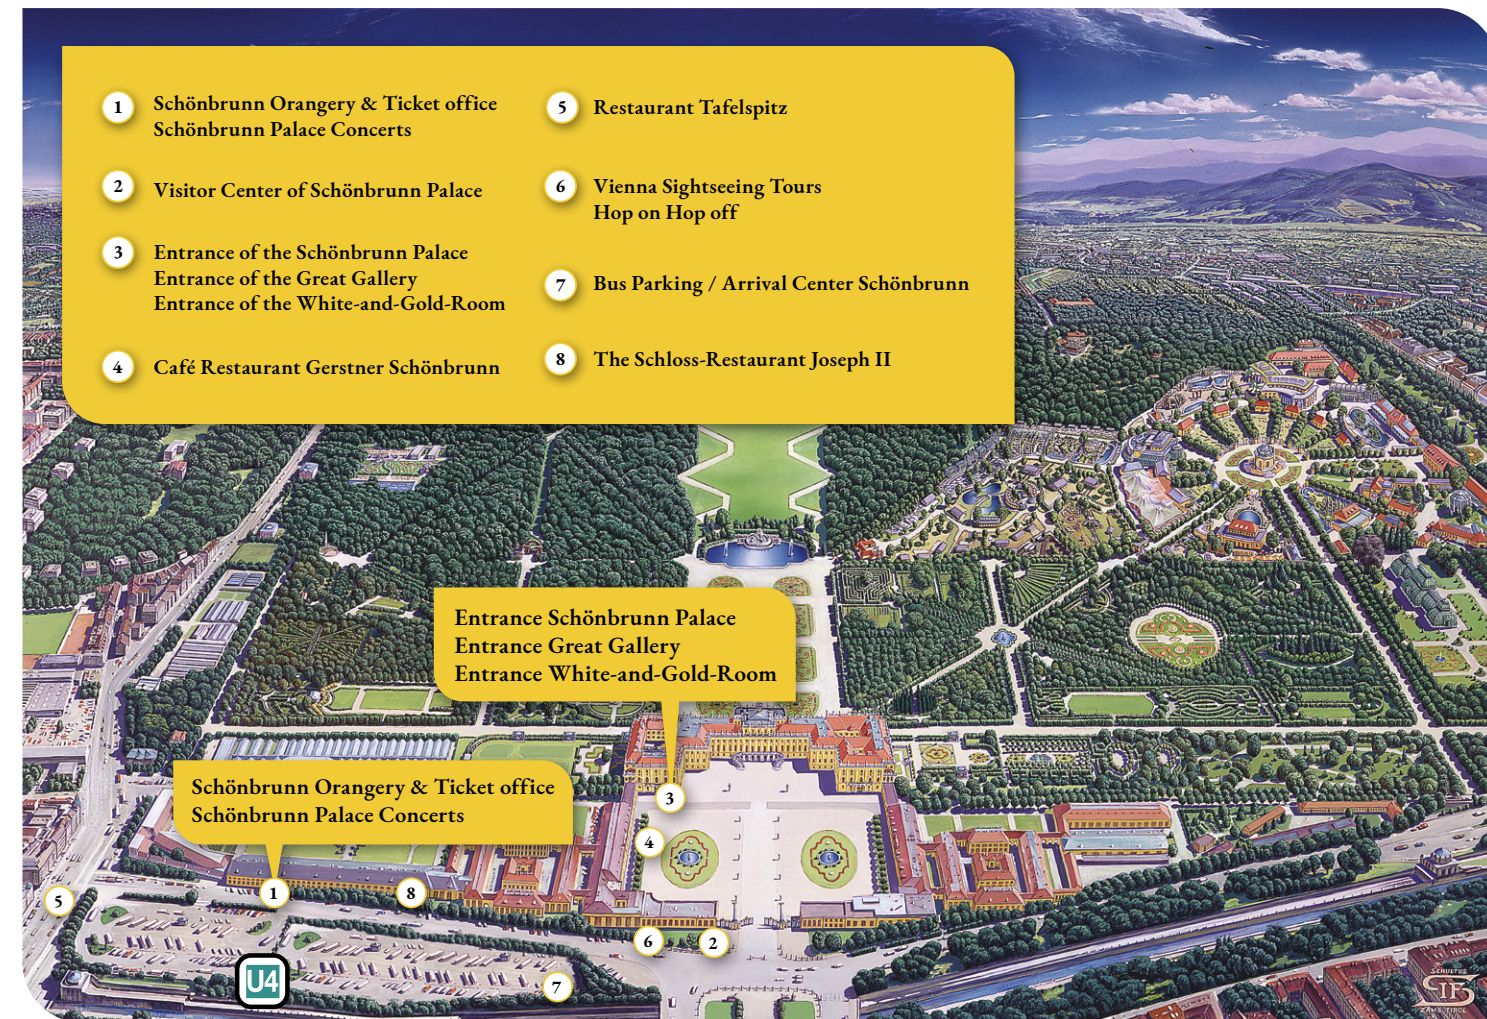 1 Schönbrunn Orangery & Ticket office
Schönbrunn Palace Concerts
2 Visitor Center of Schönbrunn Palace
3 Entrance of the Schönbrunn Palace
Entrance of the Great Gallery
Entrance of the White-and-Gold-Room
4 Café Restaurant Gerstner Schönbrunn
5 Restaurant Tafelspitz
6 Vienna Sightseeing Tours
Hop on Hop off
7 Bus Parking / Arrival Center Schönbrunn
8 The Schloss-Restaurant Joseph II
Entrance Schönbrunn Palace
Entrance Great Gallery
Entrance White-and-Gold-Room
3
Schönbrunn Orangery & Ticket office
Schönbrunn Palace Concerts
4
1
8
5
6
2
U4
7
SCHULTUS
ZAMS TIROL